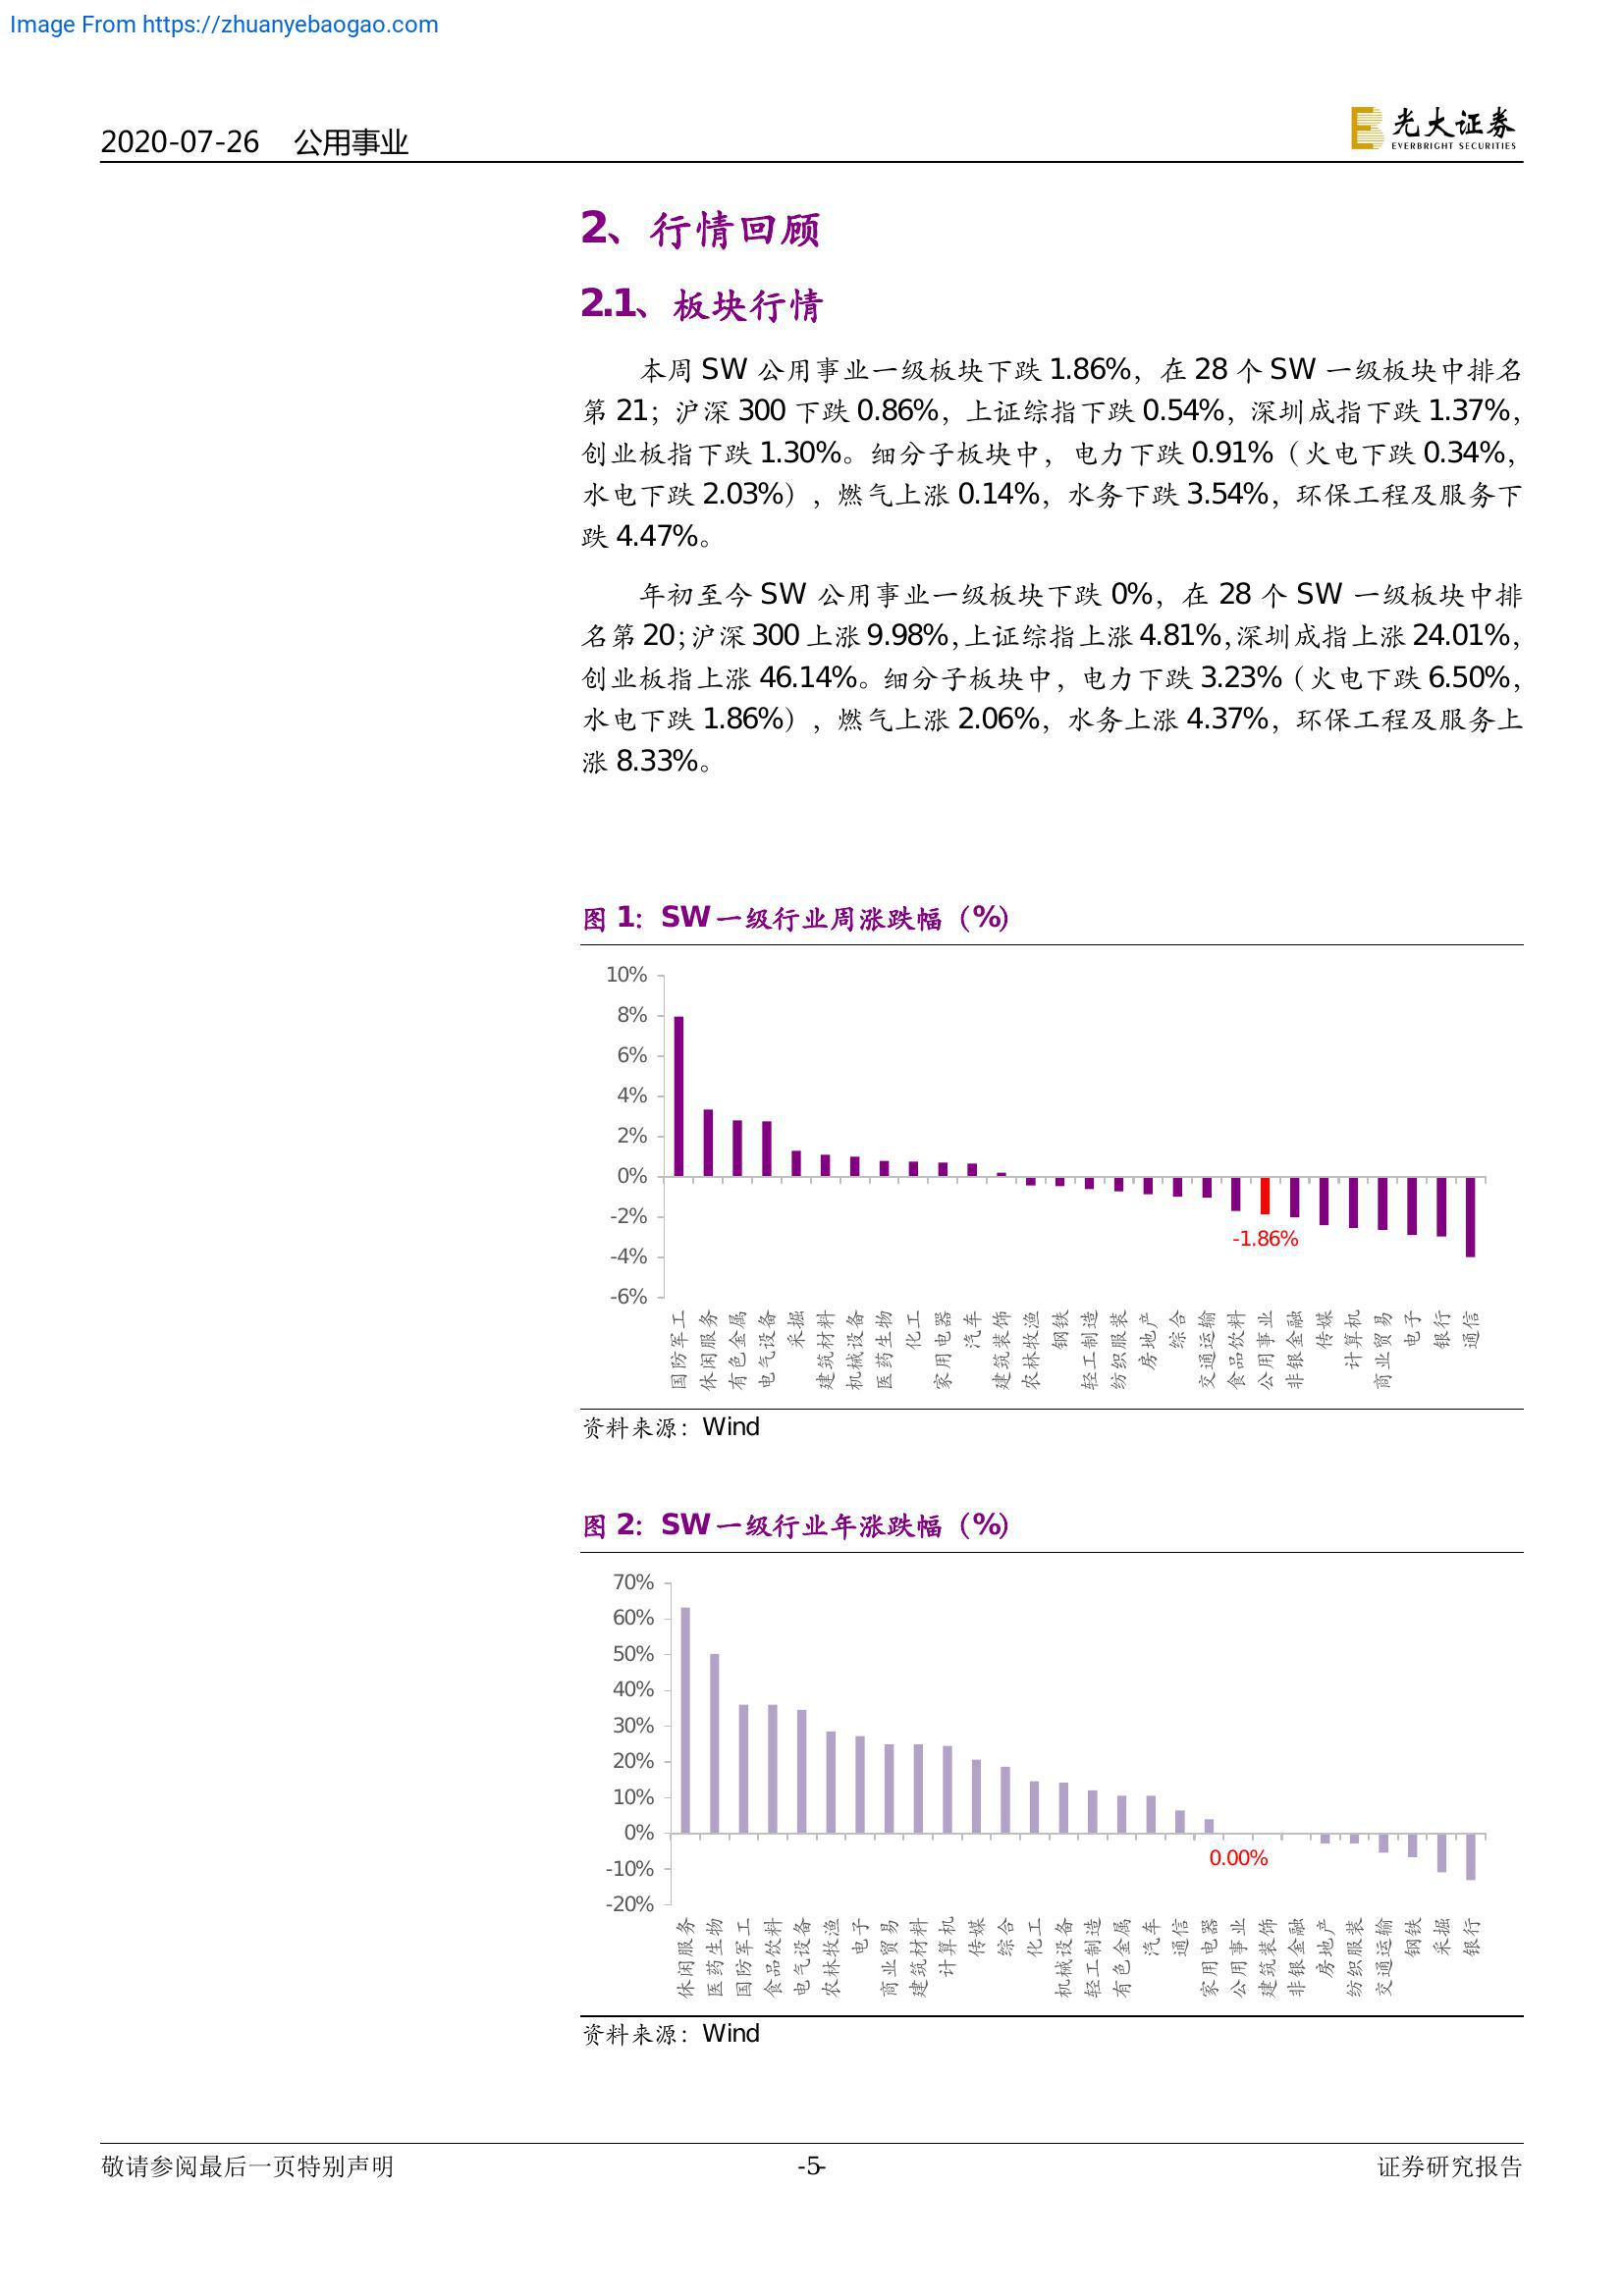 Image From https://zhuanyebaogao.com
2020-07-26 公用事业
光大证券
EVERBRIGHT SECURITIES
2、行情回顾
2.1、板块行情
本周 SW 公用事业一级板块下跌 1.86%，在 28 个 SW 一级板块中排名
第 21；沪深 300 下跌 0.86%，上证综指下跌 0.54%，深圳成指下跌 1.37%，
创业板指下跌 1.30%。细分子板块中，电力下跌 0.91%（火电下跌 0.34%，
水电下跌 2.03%），燃气上涨 0.14%，水务下跌 3.54%，环保工程及服务下
跌 4.47%。
年初至今 SW 公用事业一级板块下跌 0%，在 28 个 SW 一级板块中排
名第 20；沪深 300 上涨 9.98%，上证综指上涨 4.81%，深圳成指上涨 24.01%，
创业板指上涨 46.14%。细分子板块中，电力下跌 3.23%（火电下跌 6.50%，
水电下跌 1.86%），燃气上涨 2.06%，水务上涨 4.37%，环保工程及服务上
涨 8.33%。
图 1：SW 一级行业周涨跌幅（%）
10%
8%
6%
4%
2%
0%
-2%
-4%
-6%
-1.86%
国防军工
休闲服务
有色金属
电气设备
采掘
建筑材料
机械设备
医药生物
化工
家用电器
汽车
建筑装饰
农林牧渔
钢铁
轻工制造
纺织服装
房地产
综合
交通运输
食品饮料
公用事业
非银金融
传媒
计算机
商业贸易
电子
银行
通信
资料来源：Wind
图 2：SW 一级行业年涨跌幅（%）
70%
60%
50%
40%
30%
20%
10%
0%
-10%
-20%
0.00%
休闲服务
医药生物
国防军工
食品饮料
电气设备
农林牧渔
电子
商业贸易
建筑材料
计算机
传媒
综合
化工
机械设备
轻工制造
有色金属
汽车
通信
家用电器
公用事业
建筑装饰
非银金融
房地产
纺织服装
交通运输
钢铁
采掘
银行
资料来源：Wind
敬请参阅最后一页特别声明
-5-
证券研究报告